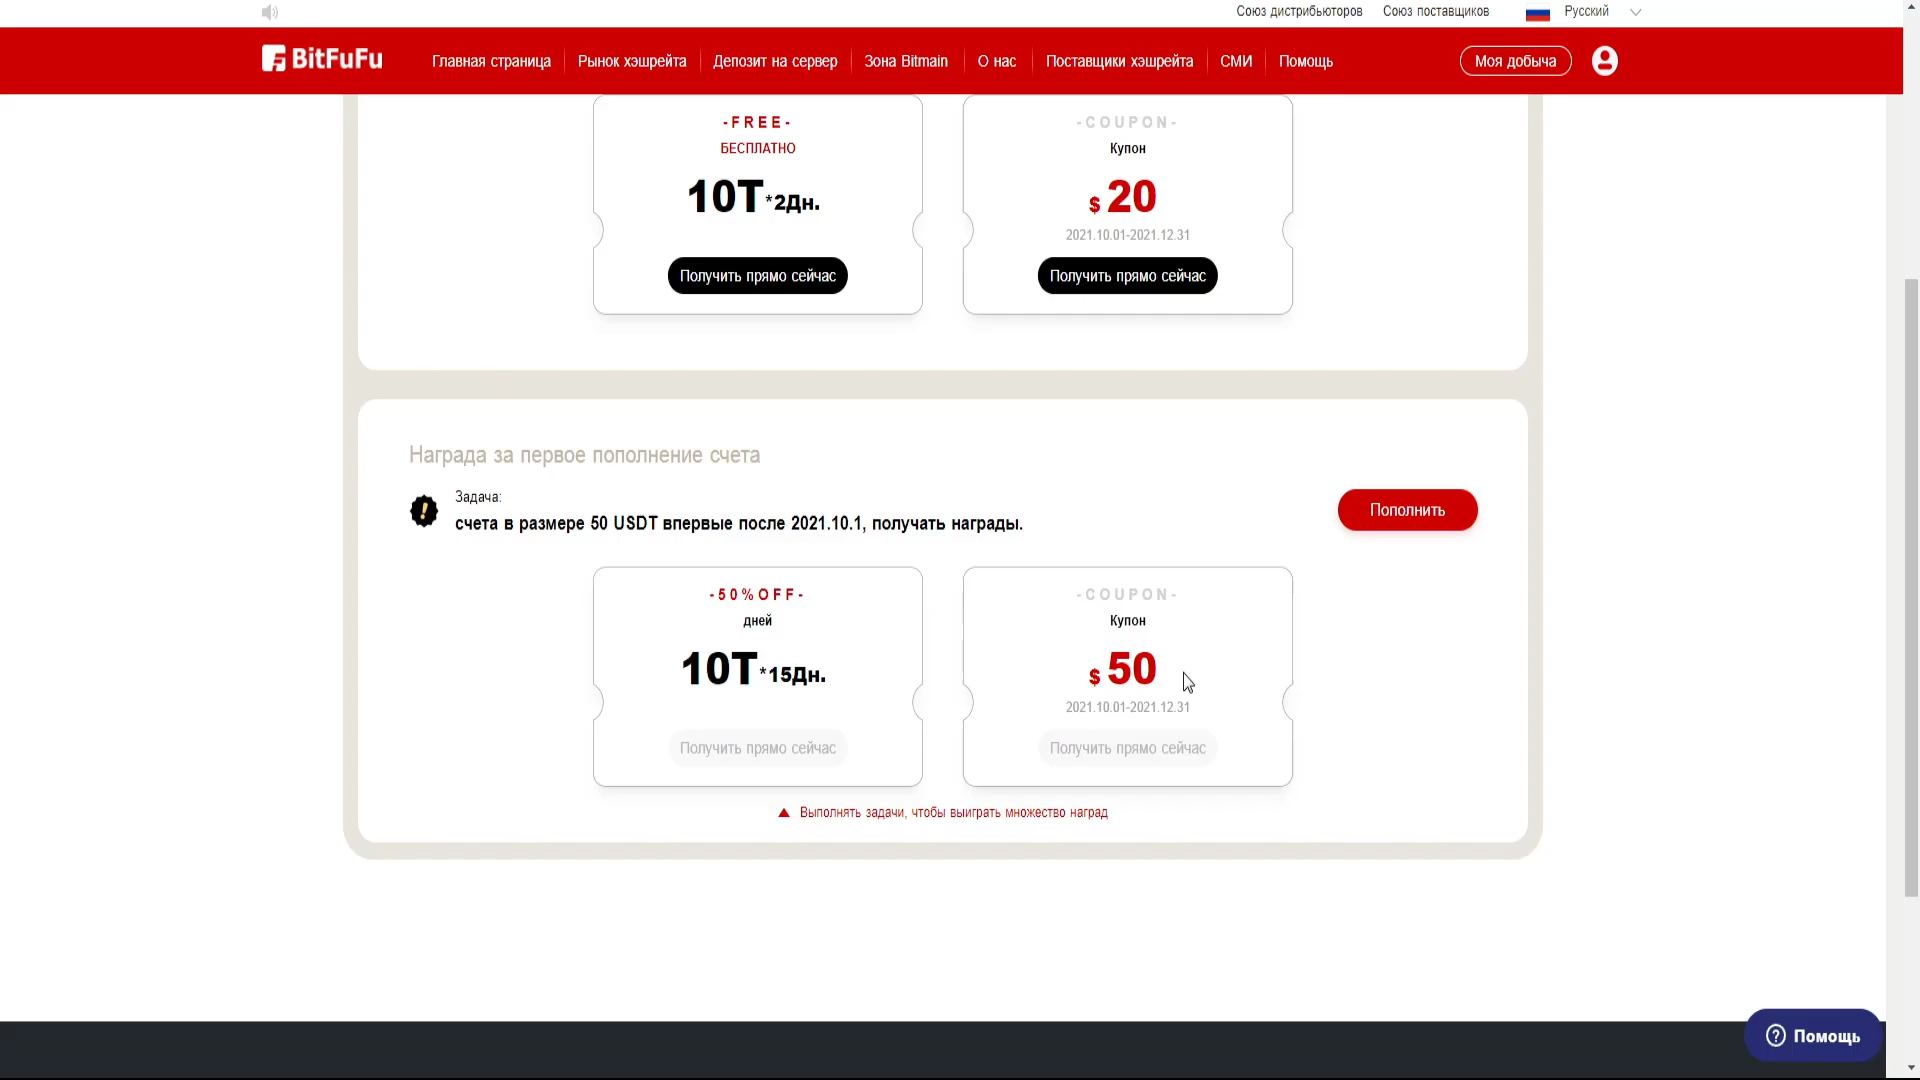 Союз дистрибьюторов Союз поставщиков Русский
BitFuFu Главная страница Рынок хэшрейта Депозит на сервер Зона Bitmain О нас Поставщики хэшрейта СМИ Помощь Моя добыча
-FREE-
БЕСПЛАТНО
10T*2Дн.
Получить прямо сейчас
-COUPON-
Купон
$ 20
2021.10.01-2021.12.31
Получить прямо сейчас
Награда за первое пополнение счета
Задача:
счета в размере 50 USDT впервые после 2021.10.1, получать награды.
Пополнить
-50%OFF-
дней
10T*15Дн.
Получить прямо сейчас
-COUPON-
Купон
$ 50
2021.10.01-2021.12.31
Получить прямо сейчас
Выполнять задачи, чтобы выиграть множество наград
Помощь